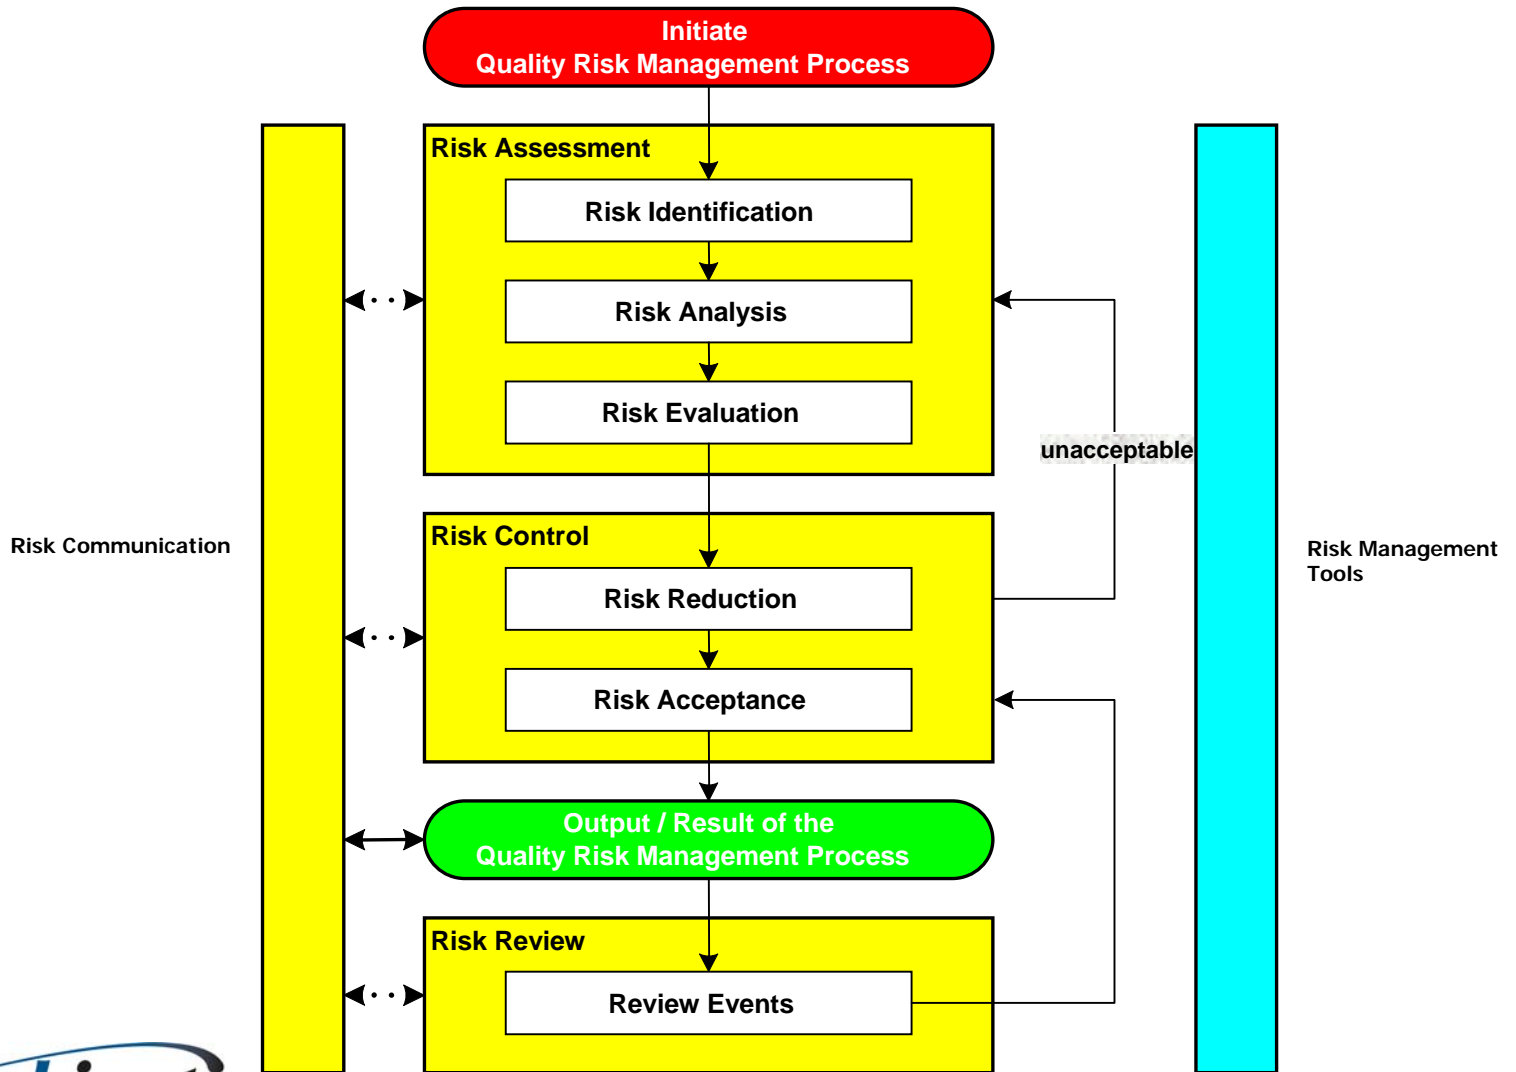 Initiate
Quality Risk Management Process
Risk Assessment
Risk Identification
Risk Analysis
Risk Evaluation
unacceptable
Risk Control
Risk Communication
Risk Management
Tools
Risk Reduction
Risk Acceptance
Output / Result of the
Quality Risk Management Process
Risk Review
Review Events